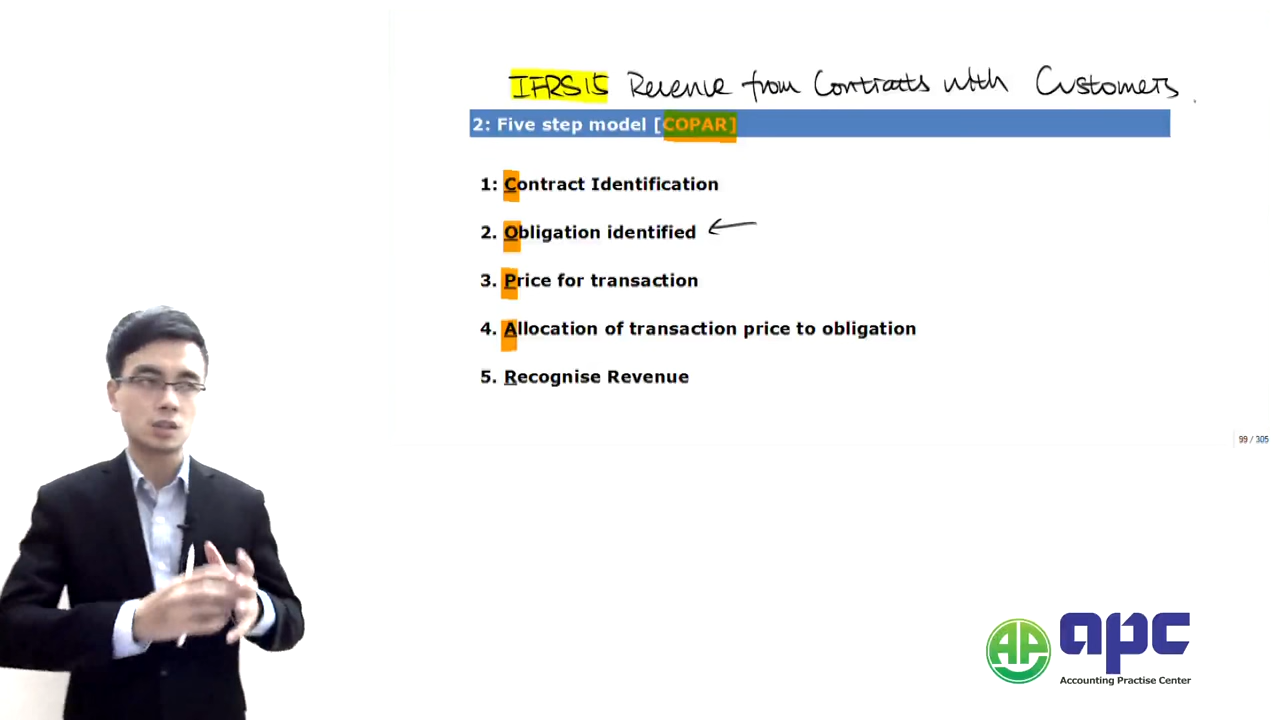 IFRS15 Revenue from Contracts with Customers.
2: Five step model [COPAR]
1: Contract Identification
2. Obligation identified
3. Price for transaction
4. Allocation of transaction price to obligation
5. Recognise Revenue
99 / 305
AP apc
Accounting Practise Center